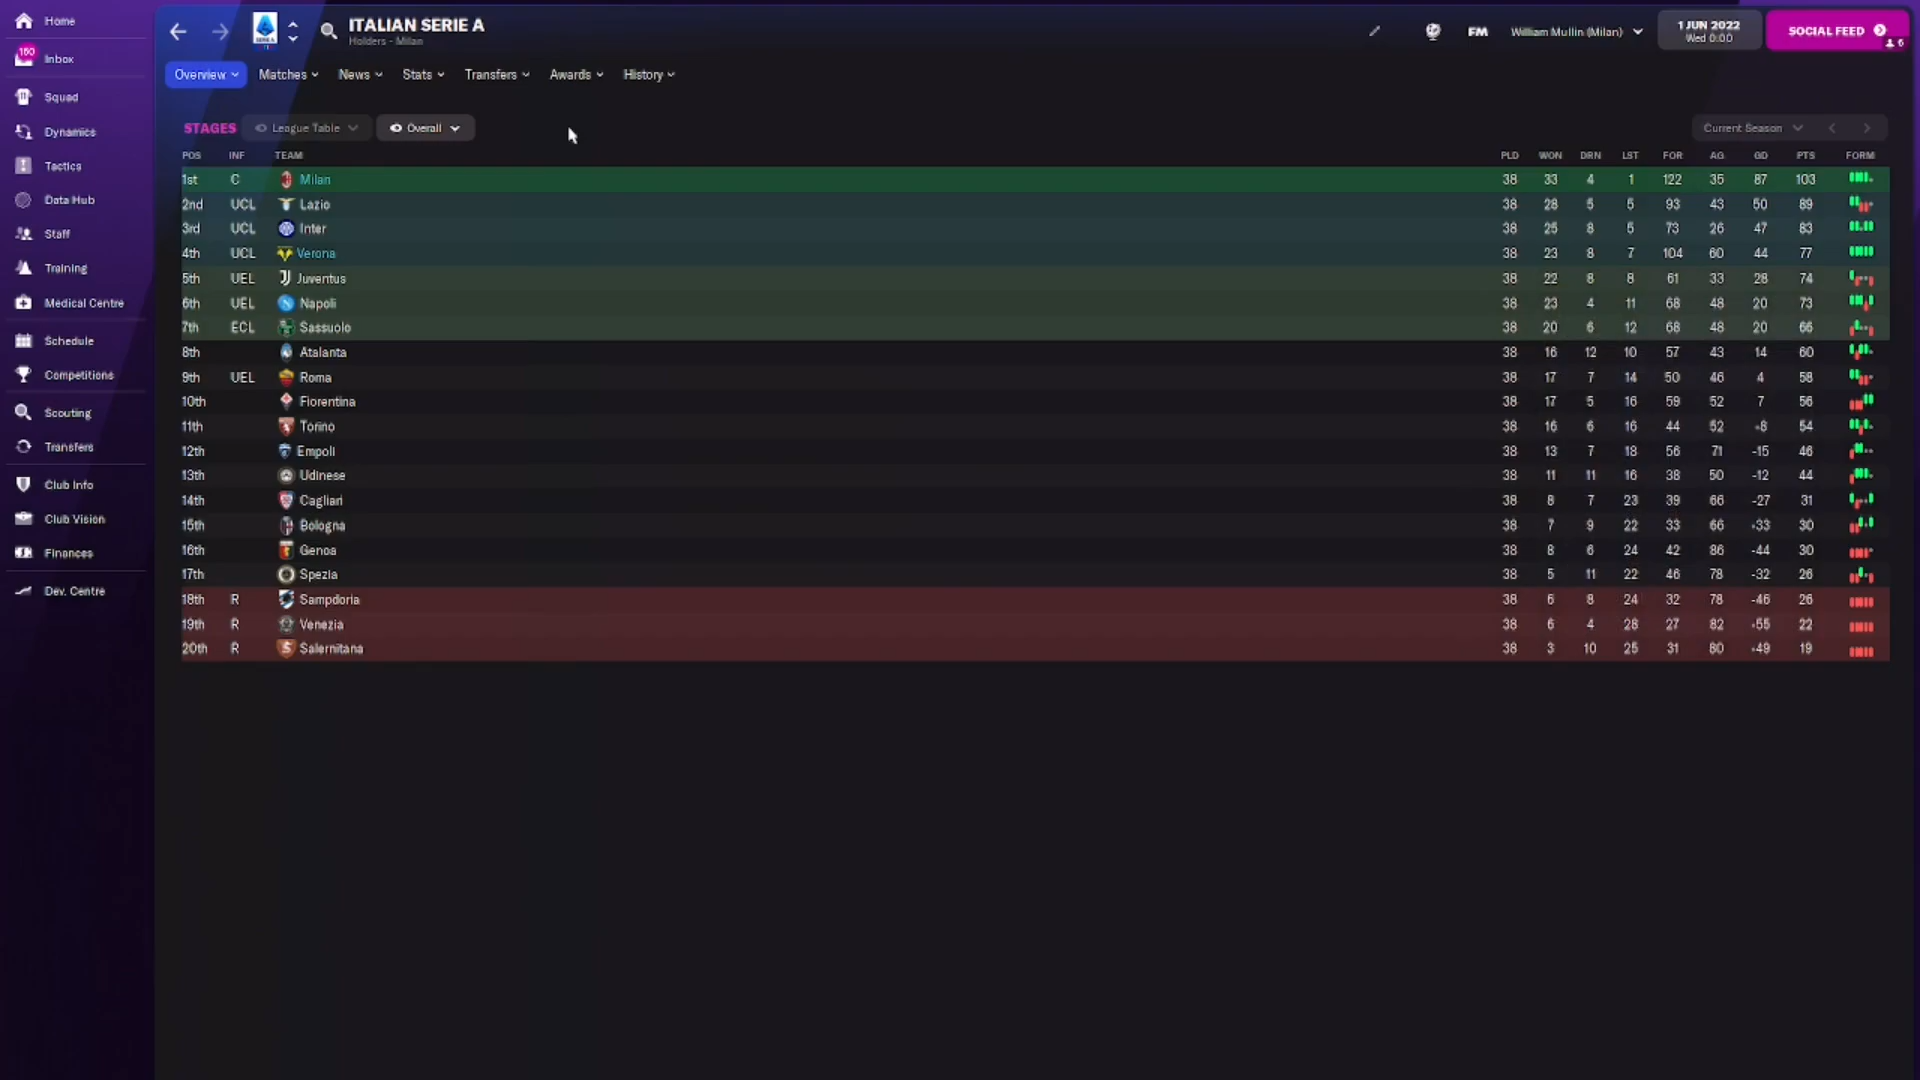 Home
160
Inbox
Squad
Dynamics
Tactics
Data Hub
Staff
Training
Medical Centre
Schedule
Competitions
Scouting
Transfers
Club Info
Club Vision
Finances
Dev. Centre
ITALIAN SERIE A
Holders - Milan
FM
William Mullin (Milan)
1 JUN 2022
Wed 0:00
SOCIAL FEED
6
Overview Matches News Stats Transfers Awards History
STAGES League Table Overall Current Season
POS INF TEAM PLD WON DRN LST FOR AG GD PTS FORM
1st C Milan 38 33 4 1 122 35 87 103
2nd UCL Lazio 38 28 5 5 93 43 50 89
3rd UCL Inter 38 25 8 5 73 26 47 83
4th UCL Verona 38 23 8 7 104 60 44 77
5th UEL Juventus 38 22 8 8 61 33 28 74
6th UEL Napoli 38 23 4 11 68 48 20 73
7th ECL Sassuolo 38 20 6 12 68 48 20 66
8th Atalanta 38 16 12 10 57 43 14 60
9th UEL Roma 38 17 7 14 50 46 4 58
10th Fiorentina 38 17 5 16 59 52 7 56
11th Torino 38 16 6 16 44 52 -8 54
12th Empoli 38 13 7 18 56 71 -15 46
13th Udinese 38 11 11 16 38 50 -12 44
14th Cagliari 38 8 7 23 39 66 -27 31
15th Bologna 38 7 9 22 33 66 -33 30
16th Genoa 38 8 6 24 42 86 -44 30
17th Spezia 38 5 11 22 46 78 -32 26
18th R Sampdoria 38 6 8 24 32 78 -46 26
19th R Venezia 38 6 4 28 27 82 -55 22
20th R Salernitana 38 3 10 25 31 80 -49 19